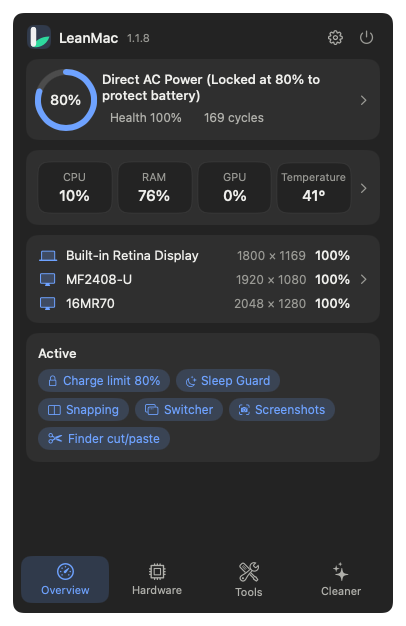 LeanMac 1.1.8
80%
Direct AC Power (Locked at 80% to
protect battery)
Health 100% 169 cycles
CPU RAM GPU Temperature
10% 76% 0% 41°
Built-in Retina Display 1800 × 1169 100%
MF2408-U 1920 × 1080 100%
16MR70 2048 × 1280 100%
Active
Charge limit 80% Sleep Guard
Snapping Switcher Screenshots
Finder cut/paste
Overview Hardware Tools Cleaner